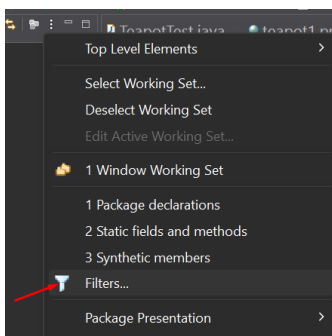 TeapotTest.java
Top Level Elements
Select Working Set...
Deselect Working Set
Edit Active Working Set...
1 Window Working Set
1 Package declarations
2 Static fields and methods
3 Synthetic members
Filters...
Package Presentation